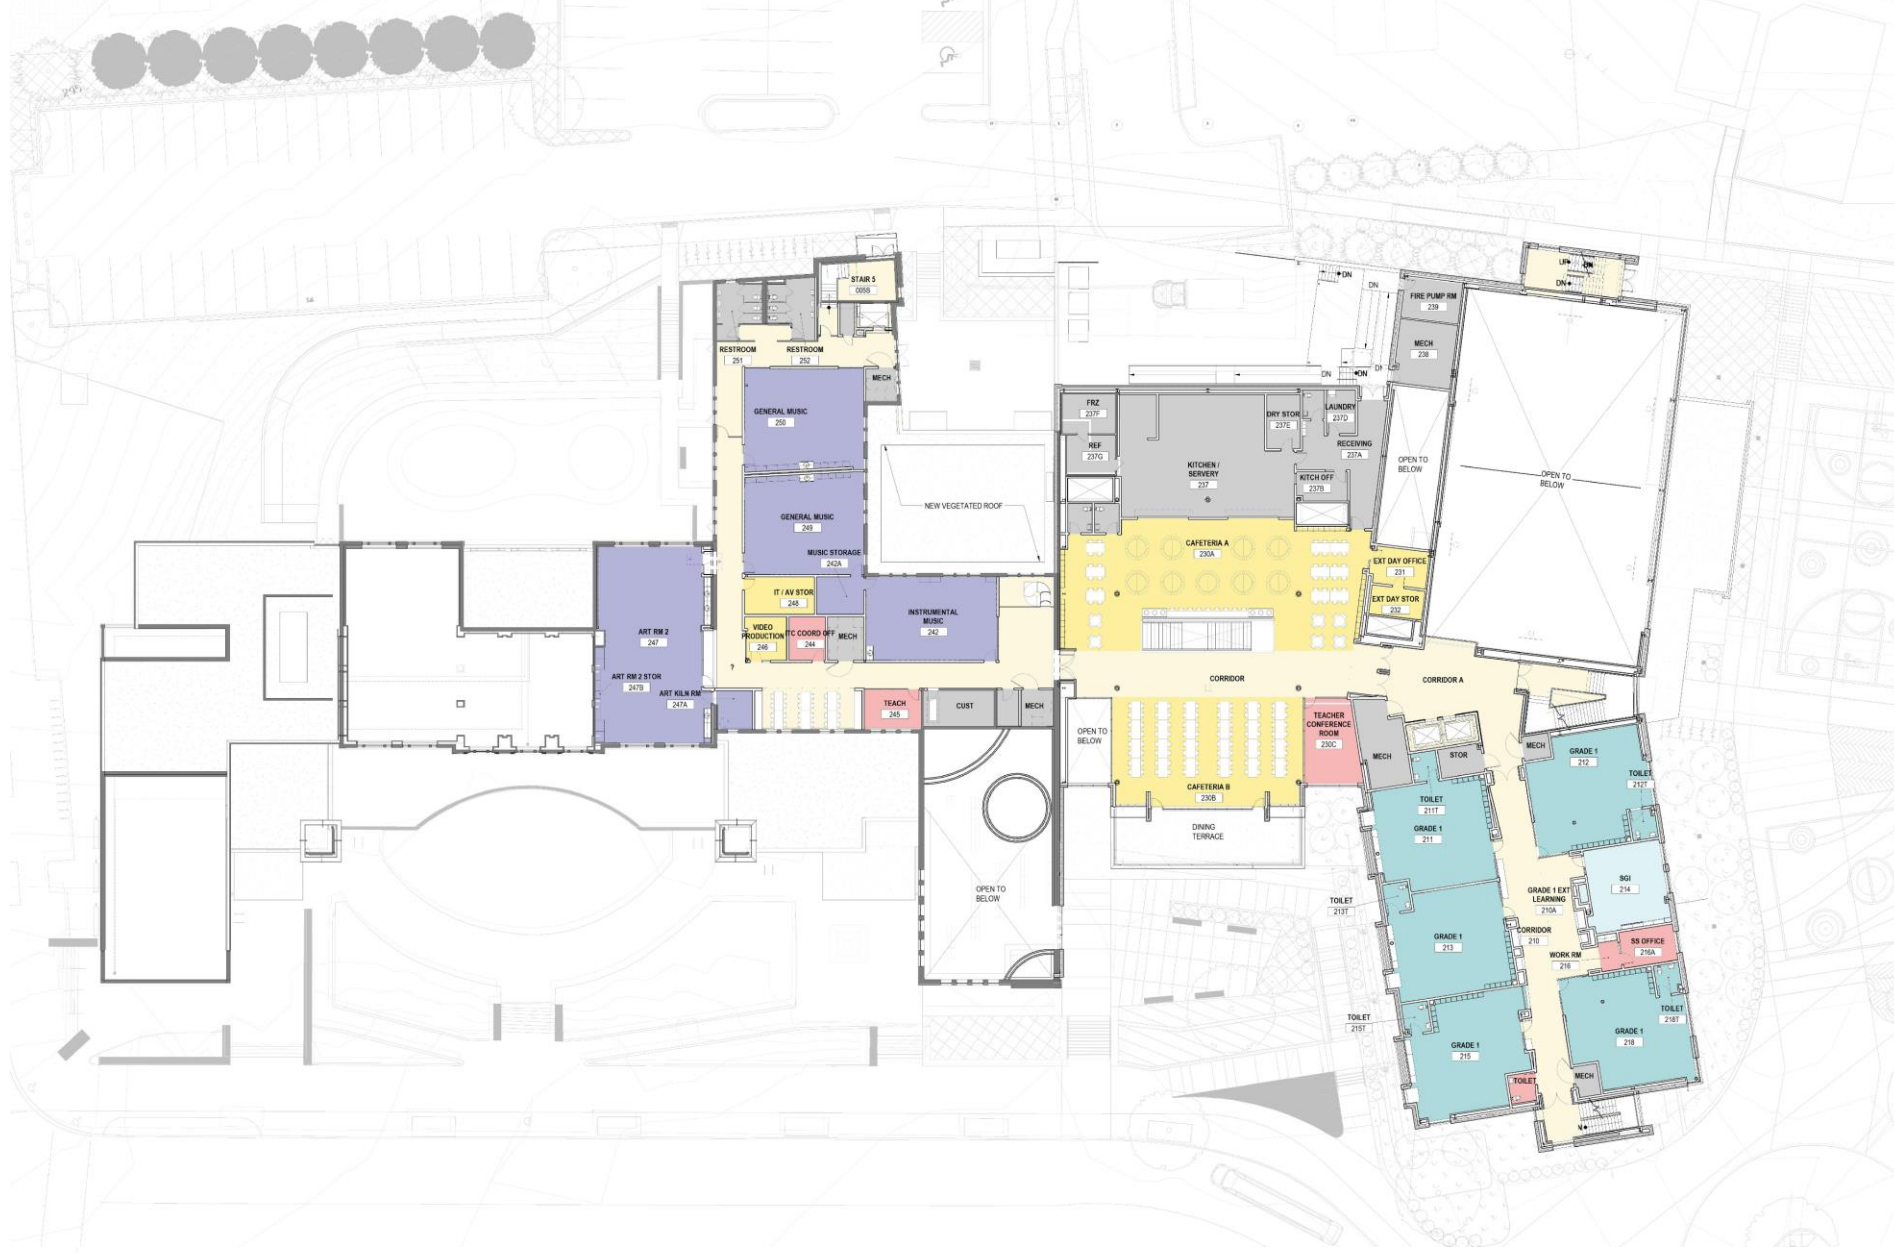 STAIR 5
005S
RESTROOM
251
RESTROOM
252
MECH
GENERAL MUSIC
250
GENERAL MUSIC
249
MUSIC STORAGE
242A
IT / AV STOR
248
VIDEO
PRODUCTION
246
ITC COORD OFF
244
MECH
INSTRUMENTAL
MUSIC
242
NEW VEGETATED ROOF
ART RM 2
247
ART RM 2 STOR
247B
ART KILN RM
247A
?
TEACH
245
CUST
MECH
OPEN TO
BELOW
OPEN TO
BELOW
FRZ
237F
REF
237G
KITCHEN /
SERVERY
237
DRY STOR
237E
LAUNDRY
237D
RECEIVING
237A
KITCH OFF
237B
DN
DN
DN
DN
DN
FIRE PUMP RM
239
MECH
238
OPEN TO
BELOW
OPEN TO
BELOW
UP
DN
DN
CAFETERIA A
230A
EXT DAY OFFICE
231
EXT DAY STOR
232
CORRIDOR
CORRIDOR A
CAFETERIA B
230B
DINING
TERRACE
TEACHER
CONFERENCE
ROOM
230C
MECH
STOR
MECH
GRADE 1
212
TOILET
212T
TOILET
211T
GRADE 1
211
SGI
214
GRADE 1 EXT
LEARNING
210A
TOILET
213T
GRADE 1
213
CORRIDOR
210
SS OFFICE
216A
WORK RM
216
TOILET
215T
GRADE 1
215
TOILET
218T
GRADE 1
218
TOILET
MECH